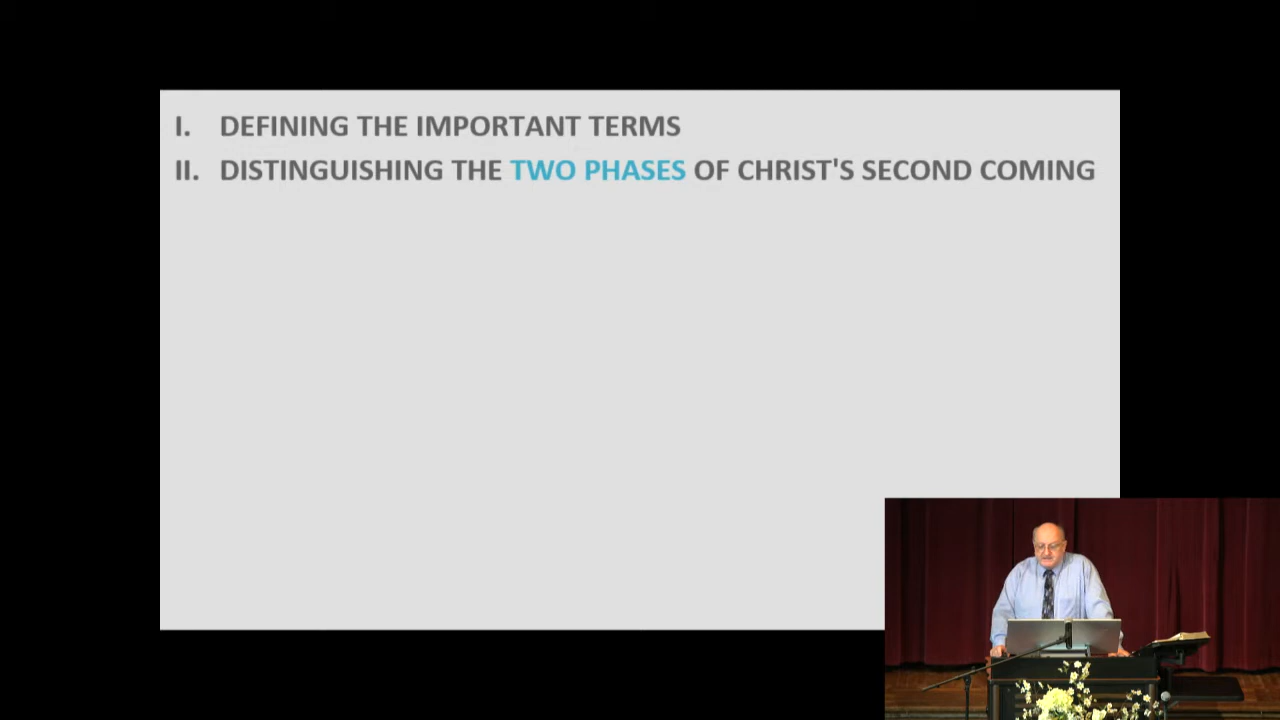 I. DEFINING THE IMPORTANT TERMS
II. DISTINGUISHING THE TWO PHASES OF CHRIST'S SECOND COMING